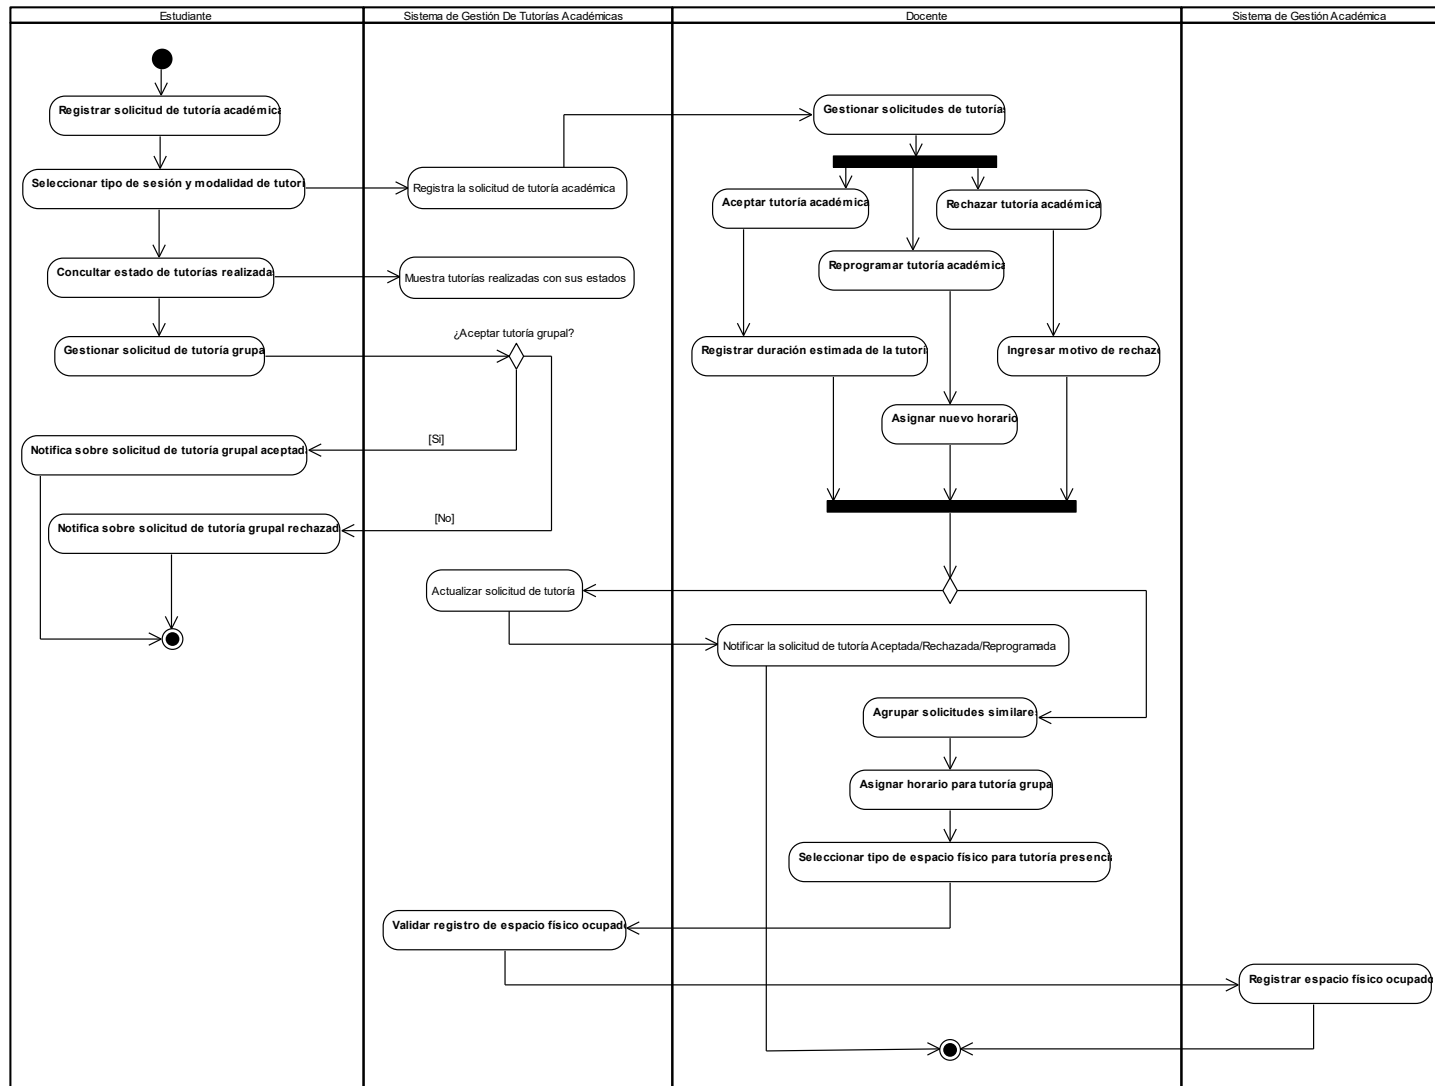 Estudiante
Sistema de Gestión De Tutorías Académicas
Docente
Sistema de Gestión Académica
Registrar solicitud de tutoría académica
Gestionar solicitudes de tutorías
Seleccionar tipo de sesión y modalidad de tutorí
Registra la solicitud de tutoría académica
Aceptar tutoría académica
Rechazar tutoría académica
Concultar estado de tutorías realizada
Muestra tutorías realizadas con sus estados
Reprogramar tutoría académica
¿Aceptar tutoría grupal?
Gestionar solicitud de tutoría grupa
Registrar duración estimada de la tutorí
Ingresar motivo de rechazo
Asignar nuevo horario
[Si]
Notifica sobre solicitud de tutoría grupal aceptad
[No]
Notifica sobre solicitud de tutoría grupal rechazad
Actualizar solicitud de tutoría
Notificar la solicitud de tutoría Aceptada/Rechazada/Reprogramada
Agrupar solicitudes similare
Asignar horario para tutoría grupa
Seleccionar tipo de espacio físico para tutoría presenci
Validar registro de espacio físico ocupad
Registrar espacio físico ocupado